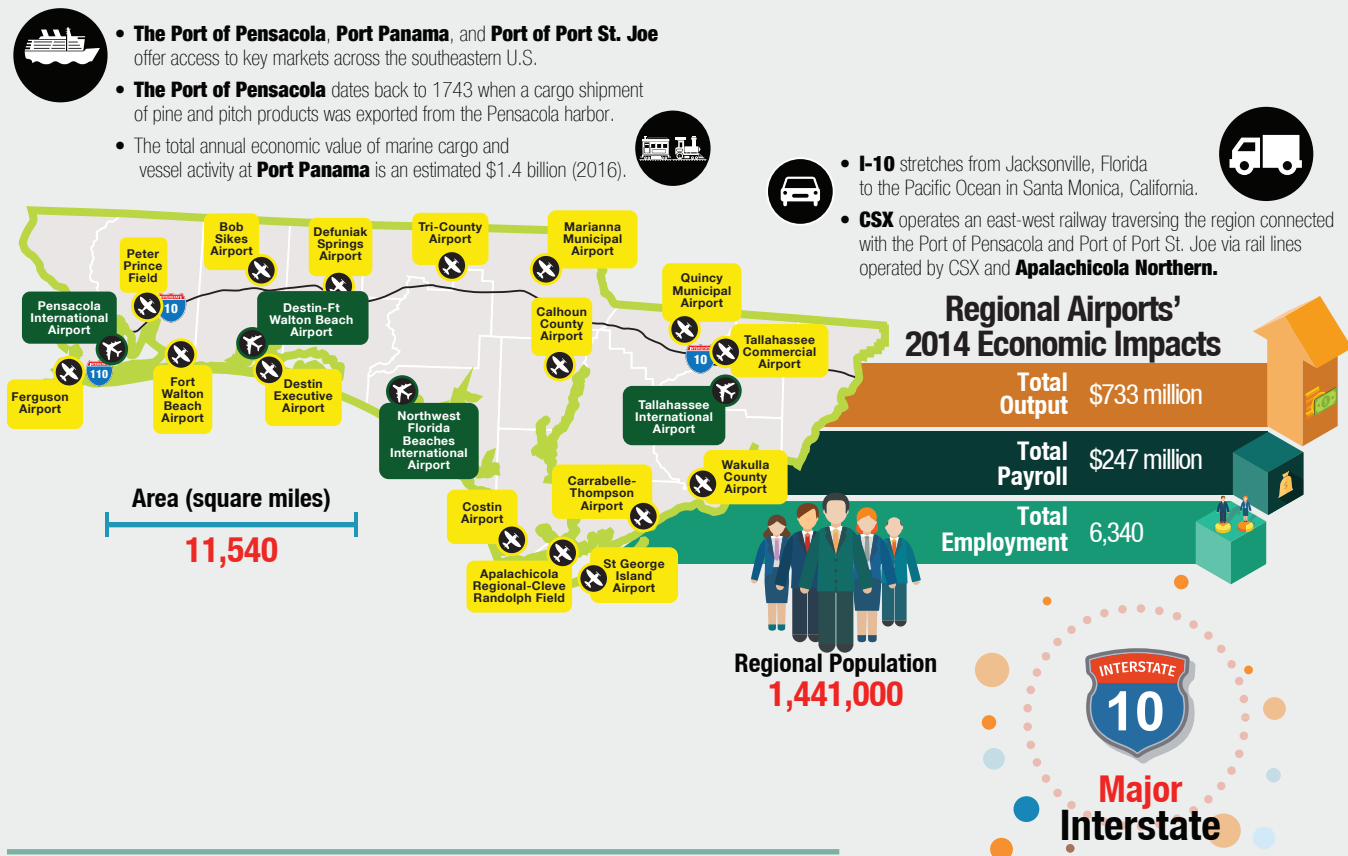 • The Port of Pensacola, Port Panama, and Port of Port St. Joe
offer access to key markets across the southeastern U.S.
• The Port of Pensacola dates back to 1743 when a cargo shipment
of pine and pitch products was exported from the Pensacola harbor.
• The total annual economic value of marine cargo and
vessel activity at Port Panama is an estimated $1.4 billion (2016).
• I-10 stretches from Jacksonville, Florida
to the Pacific Ocean in Santa Monica, California.
• CSX operates an east-west railway traversing the region connected
with the Port of Pensacola and Port of Port St. Joe via rail lines
operated by CSX and Apalachicola Northern.
Peter
Prince
Field
Bob
Sikes
Airport
Defuniak
Springs
Airport
Tri-County
Airport
Marianna
Municipal
Airport
Quincy
Municipal
Airport
Pensacola
International
Airport
INTERSTATE
10
Destin-Ft
Walton Beach
Airport
Calhoun
County
Airport
INTERSTATE
10
Tallahassee
Commercial
Airport
Ferguson
Airport
INTERSTATE
110
Fort
Walton
Beach
Airport
Destin
Executive
Airport
Northwest
Florida
Beaches
International
Airport
Tallahassee
International
Airport
Wakulla
County
Airport
Carrabelle-
Thompson
Airport
Costin
Airport
Apalachicola
Regional-Cleve
Randolph Field
St George
Island
Airport
Area (square miles)
11,540
Regional Airports’
2014 Economic Impacts
Total
Output
$733 million
Total
Payroll
$247 million
Total
Employment
6,340
Regional Population
1,441,000
INTERSTATE
10
Major
Interstate